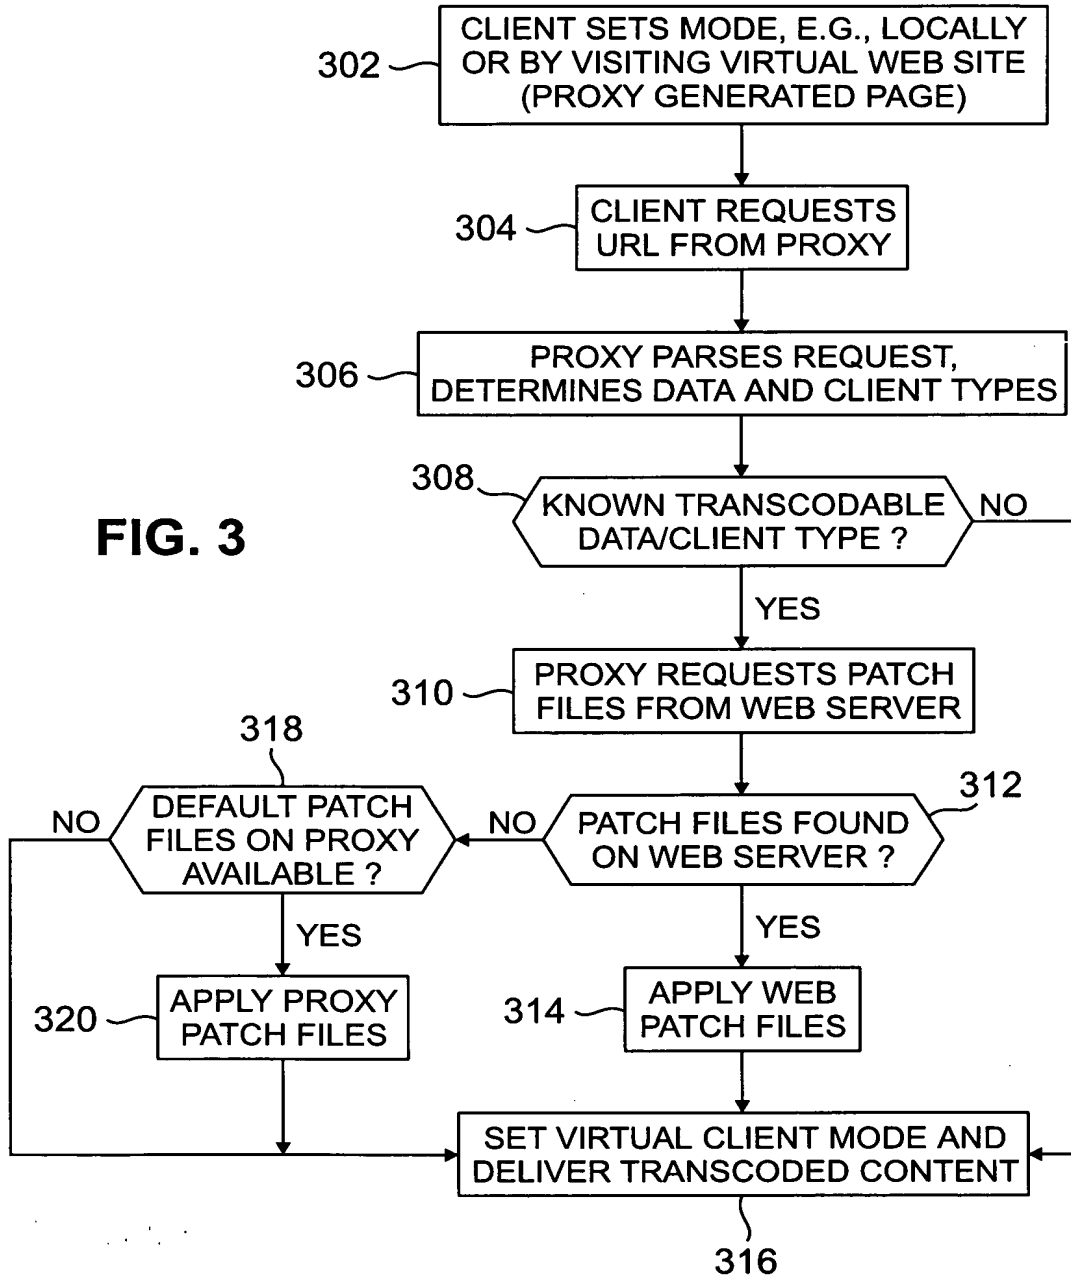 CLIENT SETS MODE, E.G., LOCALLY
OR BY VISITING VIRTUAL WEB SITE
(PROXY GENERATED PAGE)
302
CLIENT REQUESTS
URL FROM PROXY
304
PROXY PARSES REQUEST,
DETERMINES DATA AND CLIENT TYPES
306
308
KNOWN TRANSCODABLE
DATA/CLIENT TYPE ?
NO
FIG. 3
YES
PROXY REQUESTS PATCH
FILES FROM WEB SERVER
310
318
312
DEFAULT PATCH
FILES ON PROXY
AVAILABLE ?
NO
NO
PATCH FILES FOUND
ON WEB SERVER ?
YES
YES
APPLY PROXY
PATCH FILES
320
APPLY WEB
PATCH FILES
314
SET VIRTUAL CLIENT MODE AND
DELIVER TRANSCODED CONTENT
316